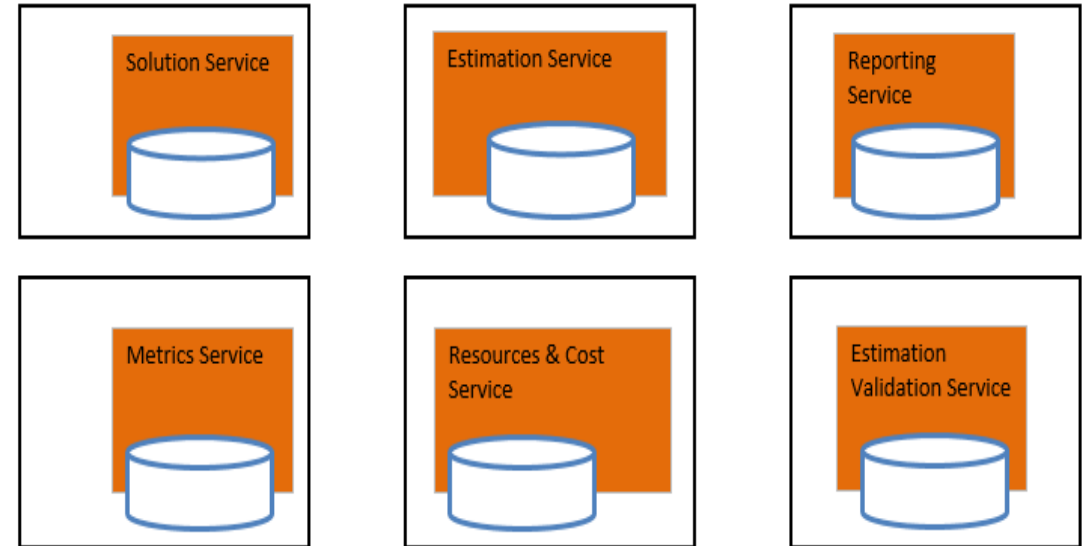 Solution Service
Estimation Service
Reporting
Service
Metrics Service
Resources & Cost
Service
Estimation
Validation Service